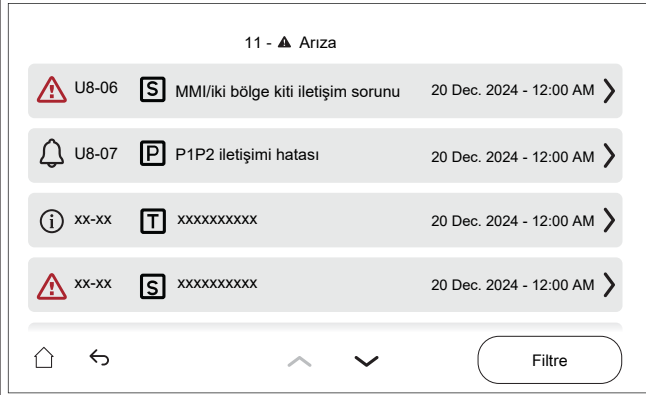 11 - Arıza
U8-06 S MMI/iki bölge kiti iletişim sorunu 20 Dec. 2024 - 12:00 AM
U8-07 P P1P2 iletişimi hatası 20 Dec. 2024 - 12:00 AM
xx-xx T xxxxxxxxxx 20 Dec. 2024 - 12:00 AM
xx-xx S xxxxxxxxxx 20 Dec. 2024 - 12:00 AM
Filtre